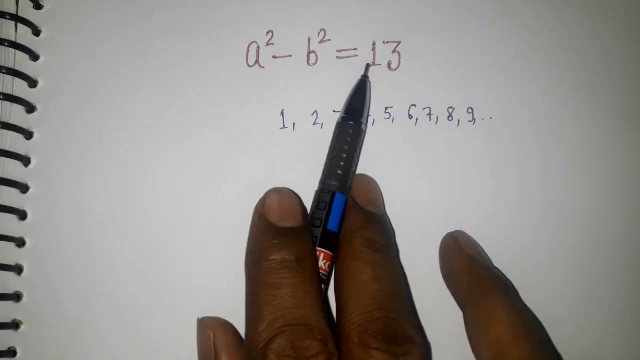 a² - b² = 13
1, 2, 5, 6, 7, 8, 9, ..